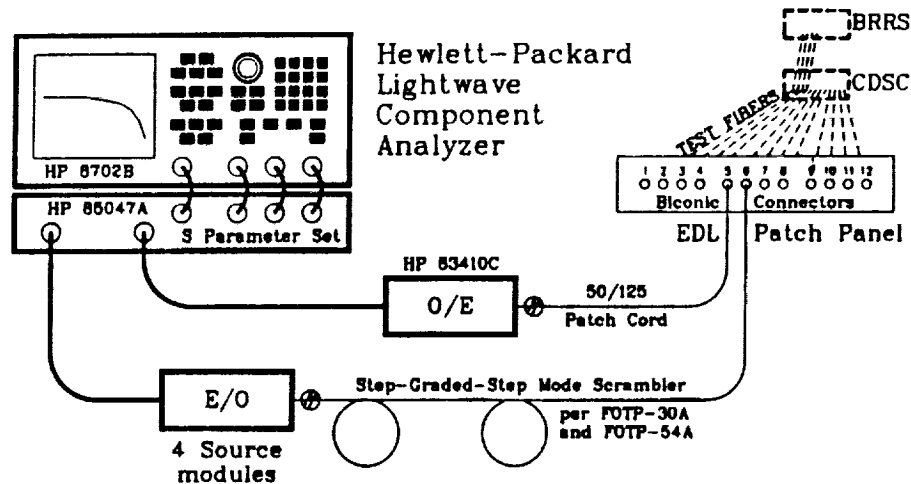 BRRS
CDSC
TEST FIBERS
Hewlett-Packard
Lightwave
Component
Analyzer
HP 8702B
HP 85047A
S Parameter Set
1 2 3 4 5 6 7 8 9 10 11 12
Biconic Connectors
EDL Patch Panel
HP 83410C
O/E
50/125
Patch Cord
E/O
4 Source
modules
Step-Graded-Step Mode Scrambler
per FOTP-30A
and FOTP-54A